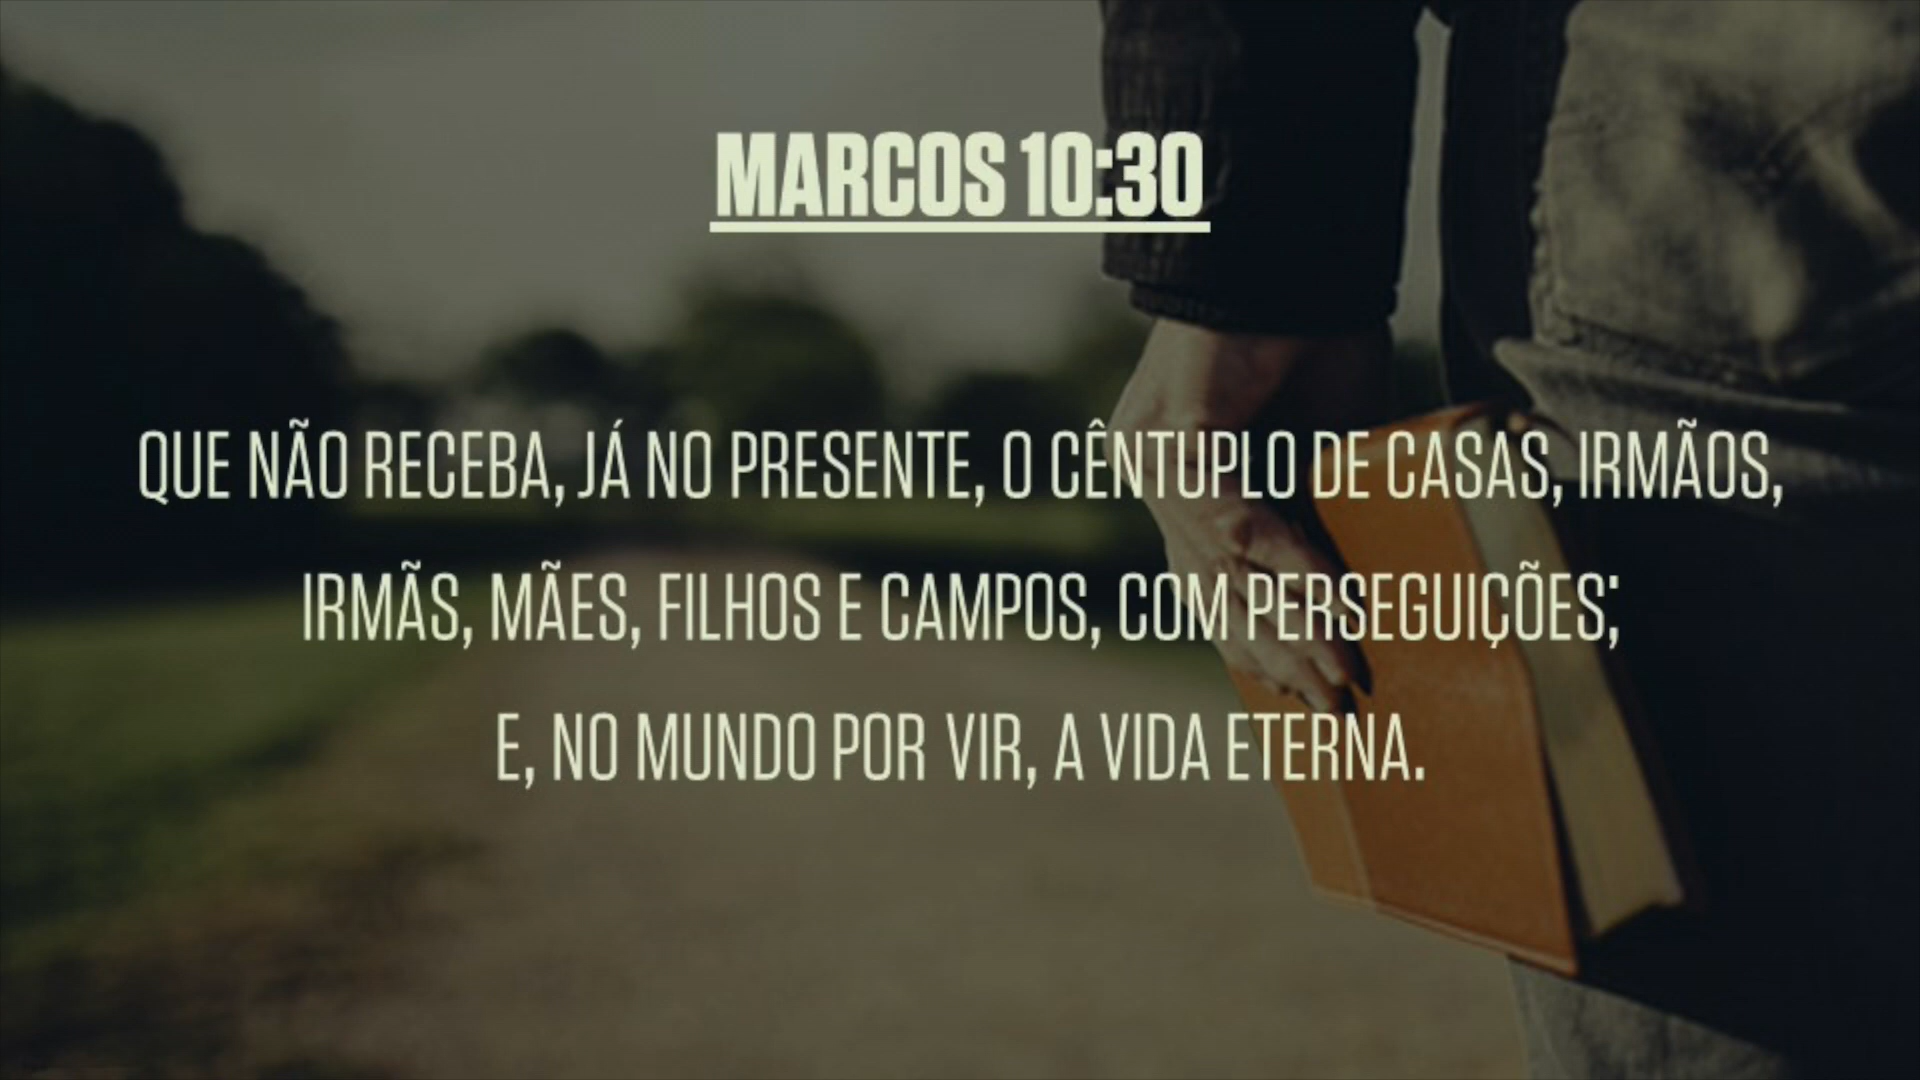 MARCOS 10:30
QUE NÃO RECEBA, JÁ NO PRESENTE, O CÊNTUPLO DE CASAS, IRMÃOS,
IRMÃS, MÃES, FILHOS E CAMPOS, COM PERSEGUIÇÕES;
E, NO MUNDO POR VIR, A VIDA ETERNA.